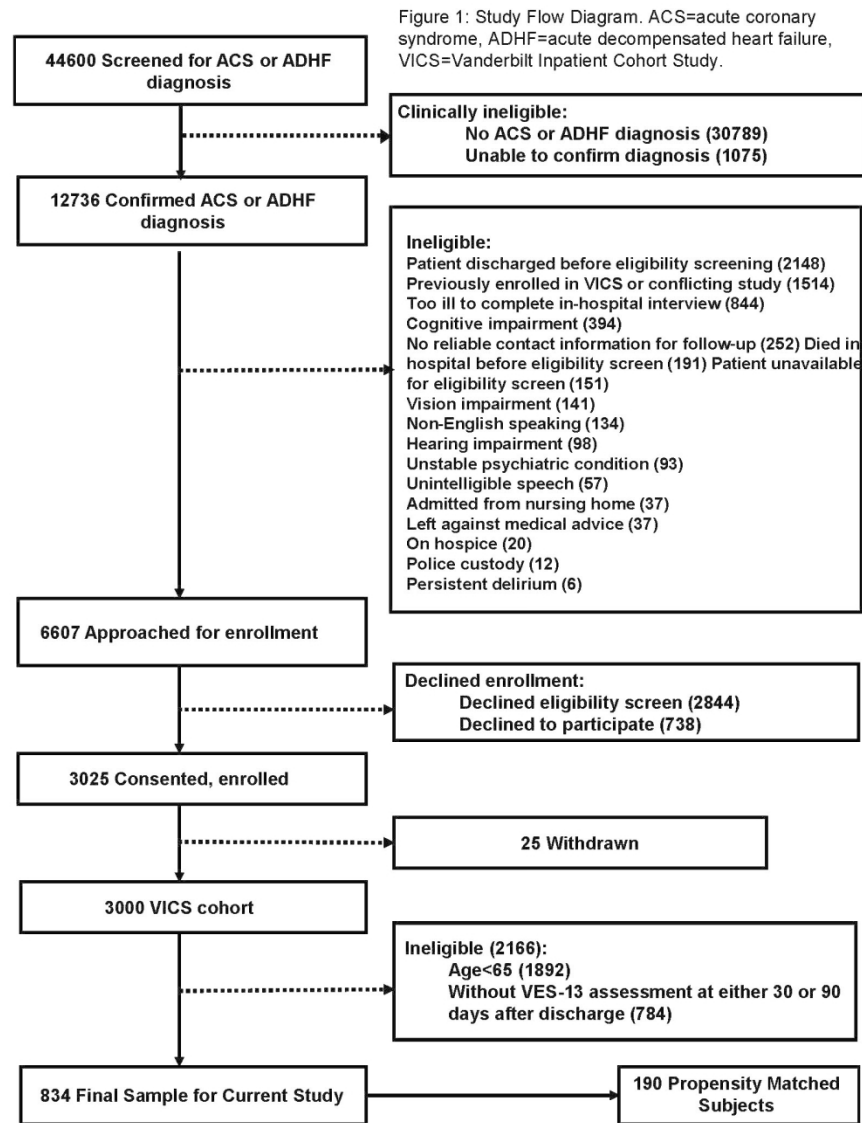 Figure 1: Study Flow Diagram. ACS=acute coronary
syndrome, ADHF=acute decompensated heart failure,
VICS=Vanderbilt Inpatient Cohort Study.
44600 Screened for ACS or ADHF
diagnosis
Clinically ineligible:
No ACS or ADHF diagnosis (30789)
Unable to confirm diagnosis (1075)
12736 Confirmed ACS or ADHF
diagnosis
Ineligible:
Patient discharged before eligibility screening (2148)
Previously enrolled in VICS or conflicting study (1514)
Too ill to complete in-hospital interview (844)
Cognitive impairment (394)
No reliable contact information for follow-up (252) Died in
hospital before eligibility screen (191) Patient unavailable
for eligibility screen (151)
Vision impairment (141)
Non-English speaking (134)
Hearing impairment (98)
Unstable psychiatric condition (93)
Unintelligible speech (57)
Admitted from nursing home (37)
Left against medical advice (37)
On hospice (20)
Police custody (12)
Persistent delirium (6)
6607 Approached for enrollment
Declined enrollment:
Declined eligibility screen (2844)
Declined to participate (738)
3025 Consented, enrolled
25 Withdrawn
3000 VICS cohort
Ineligible (2166):
Age<65 (1892)
Without VES-13 assessment at either 30 or 90
days after discharge (784)
834 Final Sample for Current Study
190 Propensity Matched
Subjects